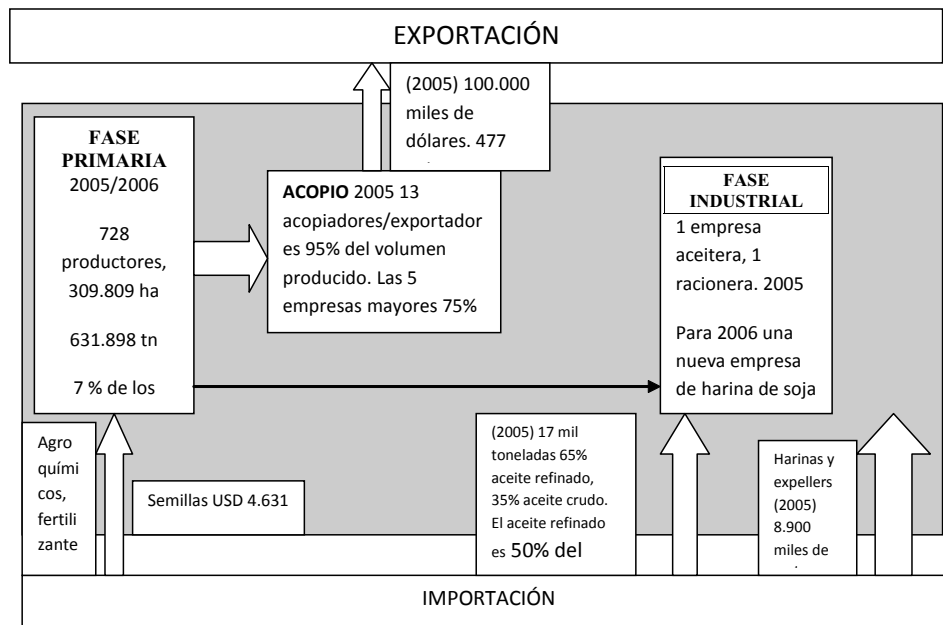 EXPORTACIÓN
(2005) 100.000
miles de
dólares. 477
FASE
PRIMARIA
2005/2006
728
productores,
309.809 ha
631.898 tn
7 % de los
ACOPIO 2005 13
acopiadores/exportador
es 95% del volumen
producido. Las 5
empresas mayores 75%
FASE
INDUSTRIAL
1 empresa
aceitera, 1
racionera. 2005
Para 2006 una
nueva empresa
de harina de soja
Agro
quími
cos,
fertili
zante
Semillas USD 4.631
(2005) 17 mil
toneladas 65%
aceite refinado,
35% aceite crudo.
El aceite refinado
es 50% del
Harinas y
expellers
(2005)
8.900
miles de
IMPORTACIÓN